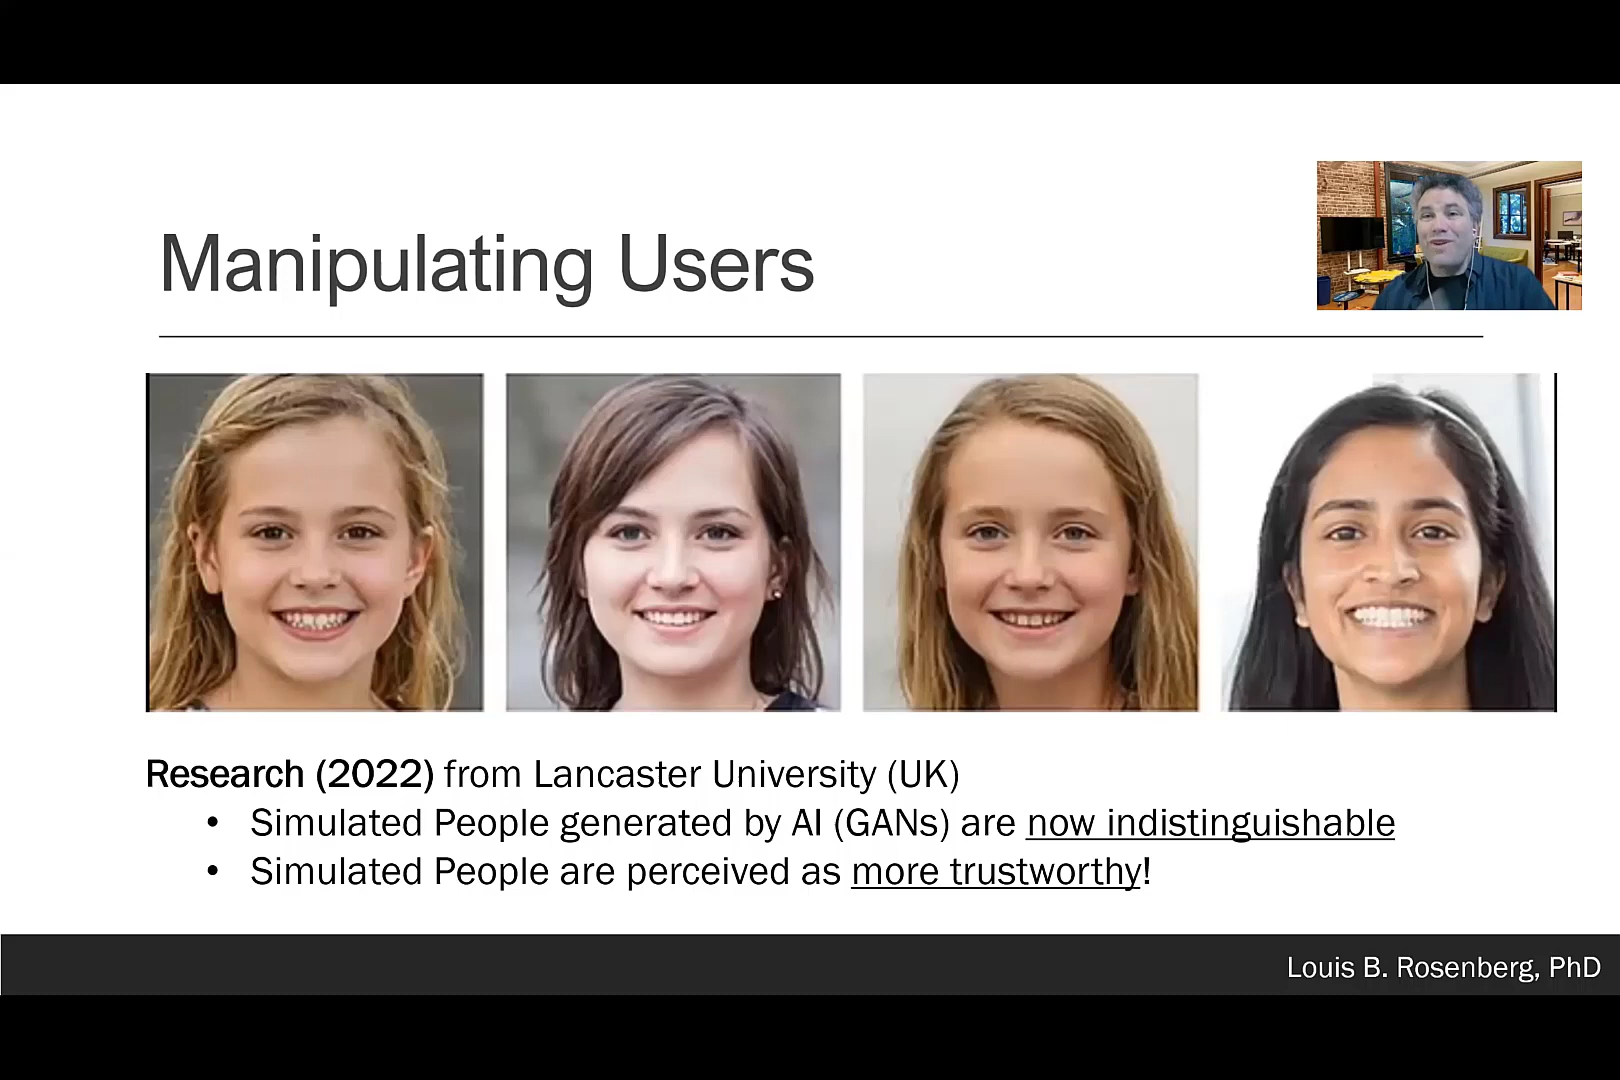 Manipulating Users
Research (2022) from Lancaster University (UK)
• Simulated People generated by AI (GANs) are now indistinguishable
• Simulated People are perceived as more trustworthy!
Louis B. Rosenberg, PhD